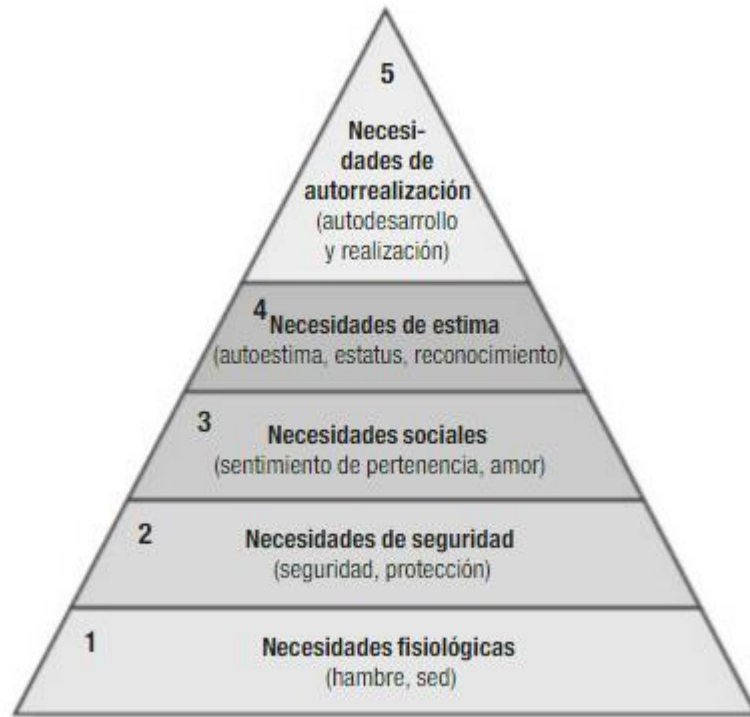 5
Necesi-
dades de
autorrealización
(autodesarrollo
y realización)
4
Necesidades de estima
(autoestima, estatus, reconocimiento)
3
Necesidades sociales
(sentimiento de pertenencia, amor)
2
Necesidades de seguridad
(seguridad, protección)
1
Necesidades fisiológicas
(hambre, sed)